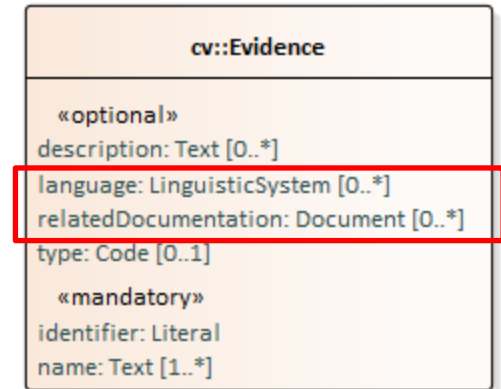 cv::Evidence
«optional»
description: Text [0..*]
language: LinguisticSystem [0..*]
relatedDocumentation: Document [0..*]
type: Code [0..1]
«mandatory»
identifier: Literal
name: Text [1..*]